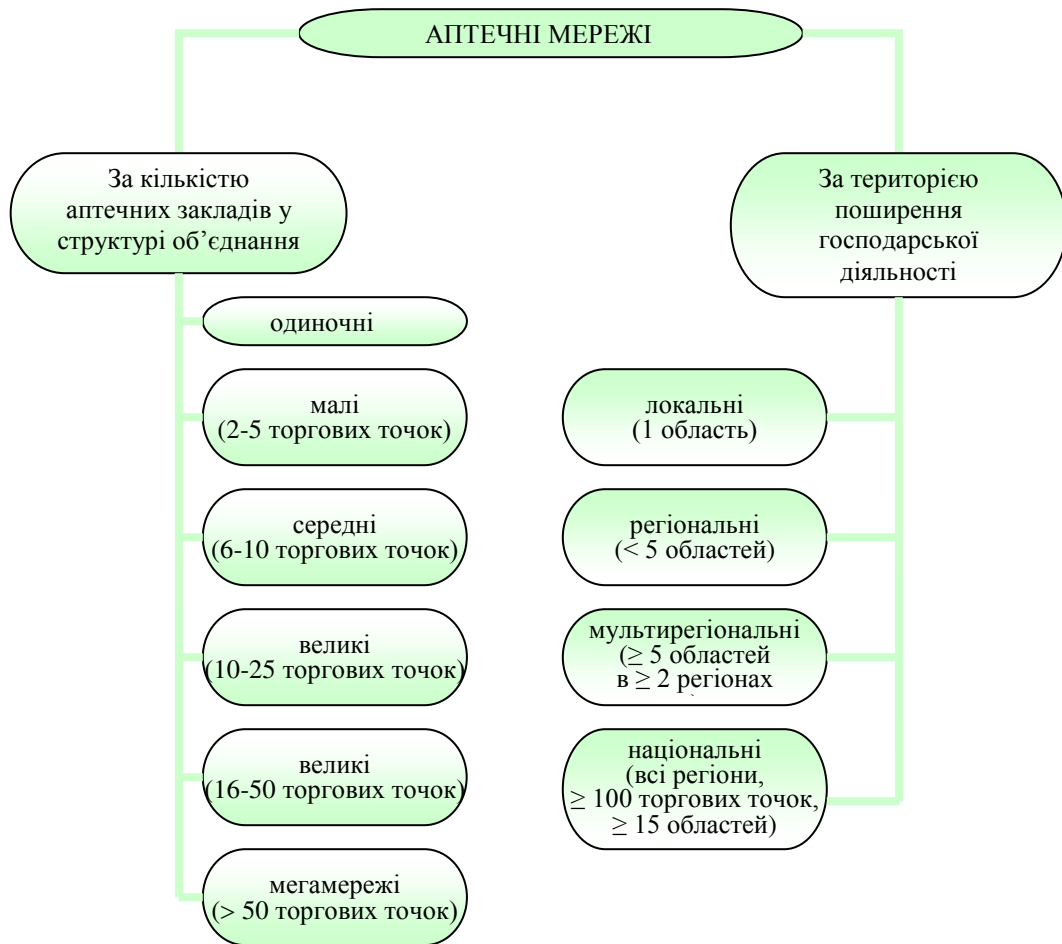 АПТЕЧНІ МЕРЕЖІ
За кількістю
аптечних закладів у
структурі об’єднання
одиночні
малі
(2-5 торгових точок)
середні
(6-10 торгових точок)
великі
(10-25 торгових точок)
великі
(16-50 торгових точок)
мегамережі
(> 50 торгових точок)
За територією
поширення
господарської
діяльності
локальні
(1 область)
регіональні
(< 5 областей)
мультирегіональні
(≥ 5 областей
в ≥ 2 регіонах
національні
(всі регіони,
≥ 100 торгових точок,
≥ 15 областей)